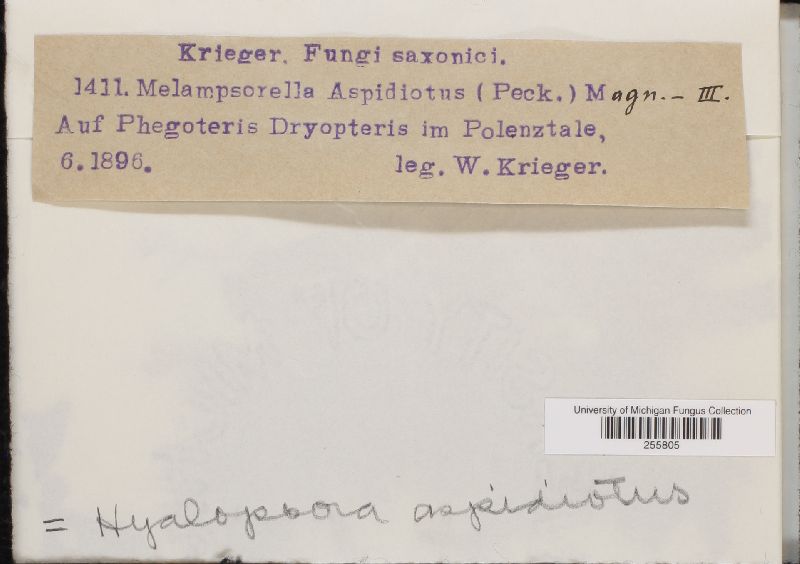 Krieger. Fungi saxonici.
1411. Melampsorella Aspidiotus (Peck.) Magn. – III.
Auf Phegoteris Dryopteris im Polenztale,
6.1896. leg. W. Krieger.
University of Michigan Fungus Collection
255805
= Hyalopsora aspidiotus